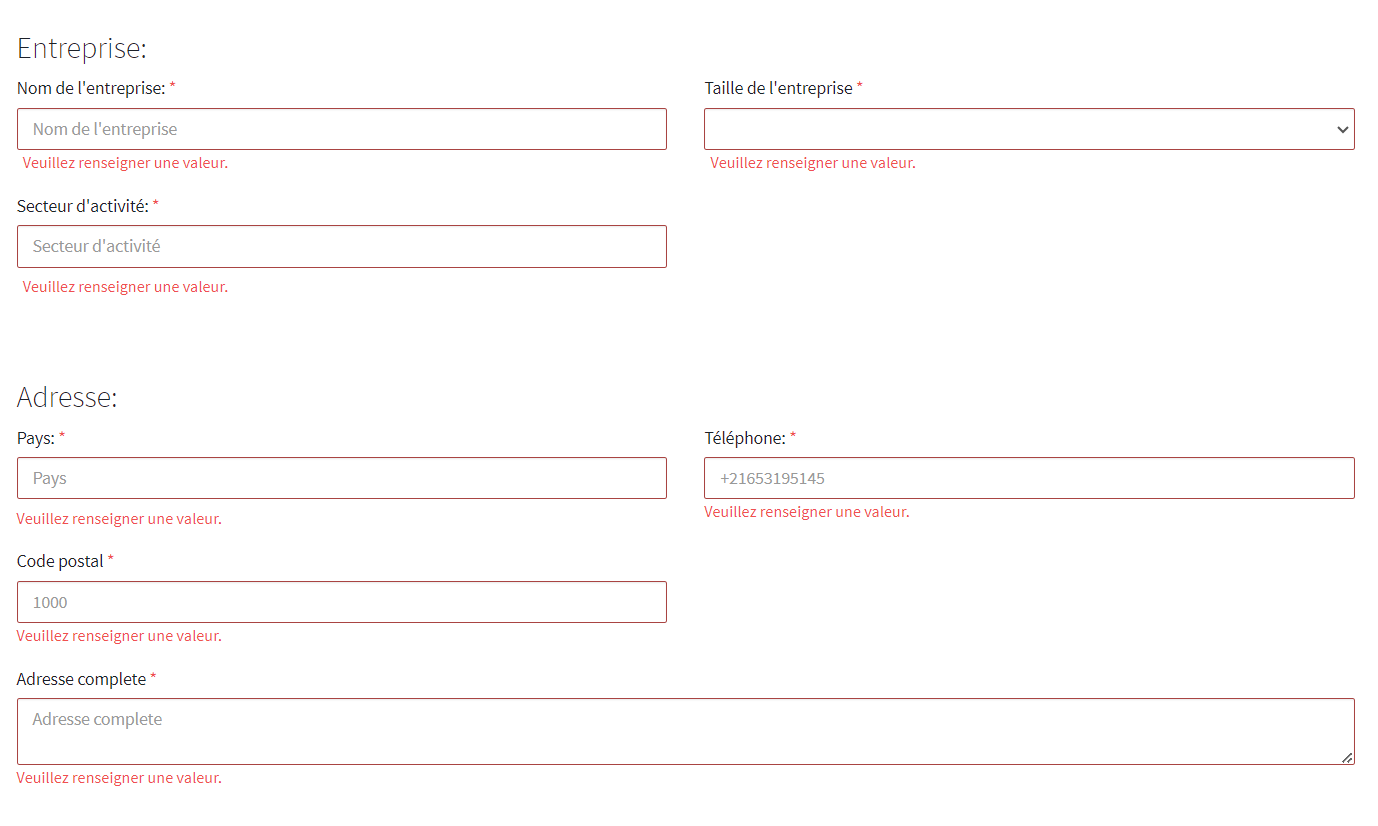 Entreprise:
Nom de l'entreprise: *
Taille de l'entreprise *
Nom de l'entreprise
Veuillez renseigner une valeur.
Veuillez renseigner une valeur.
Secteur d'activité: *
Secteur d'activité
Veuillez renseigner une valeur.
Adresse:
Pays: *
Téléphone: *
Pays
+21653195145
Veuillez renseigner une valeur.
Veuillez renseigner une valeur.
Code postal *
1000
Veuillez renseigner une valeur.
Adresse complete *
Adresse complete
Veuillez renseigner une valeur.